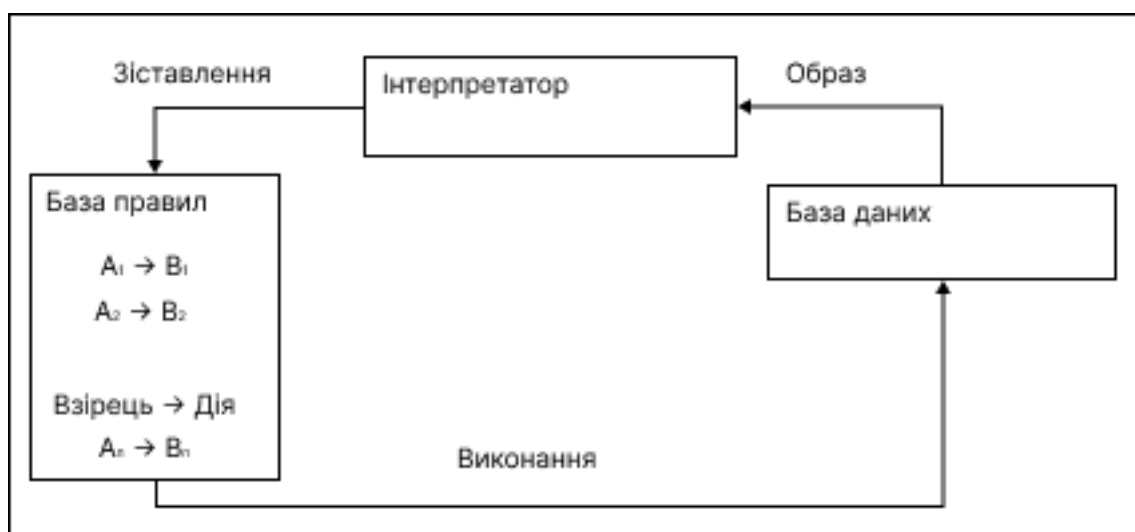 Зіставлення
Інтерпретатор
Образ
База правил
A₁ → B₁
A₂ → B₂
Взірець → Дія
Aₙ → Bₙ
База даних
Виконання